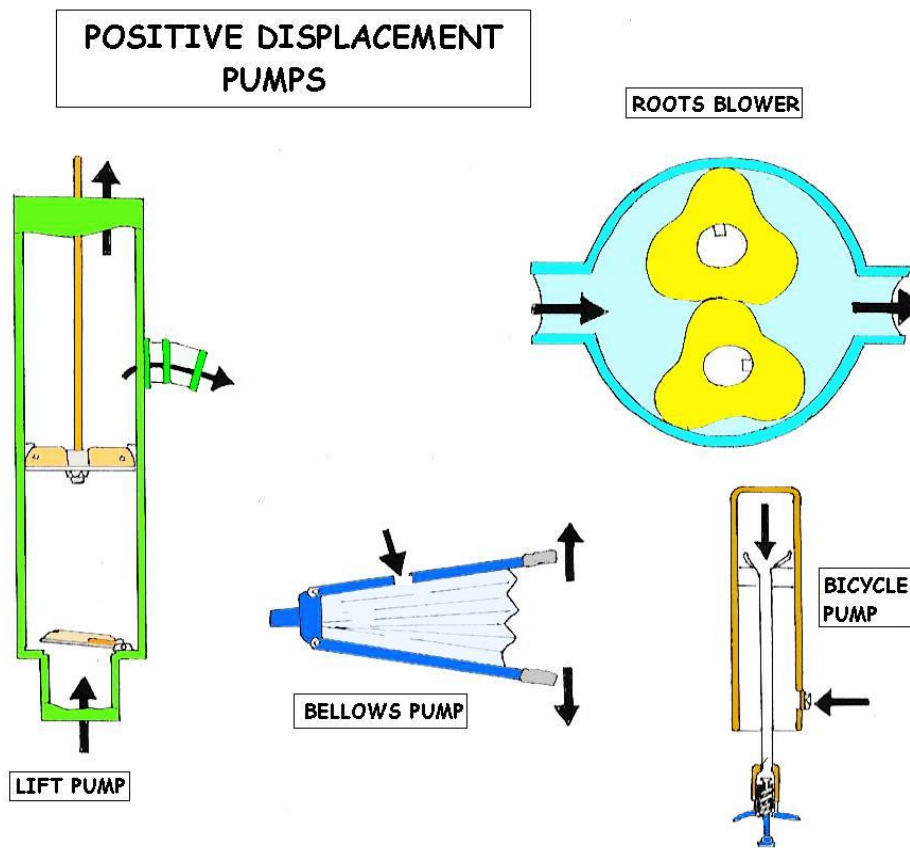 POSITIVE DISPLACEMENT
PUMPS
ROOTS BLOWER
BICYCLE
PUMP
BELLOWS PUMP
LIFT PUMP